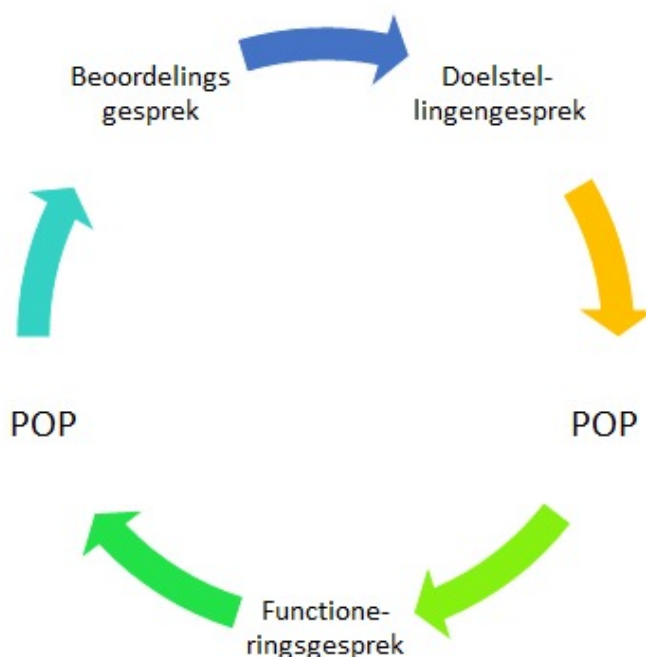 Beoordelings
gesprek
Doelstel-
lingengesprek
POP
POP
Functione-
ringsgesprek